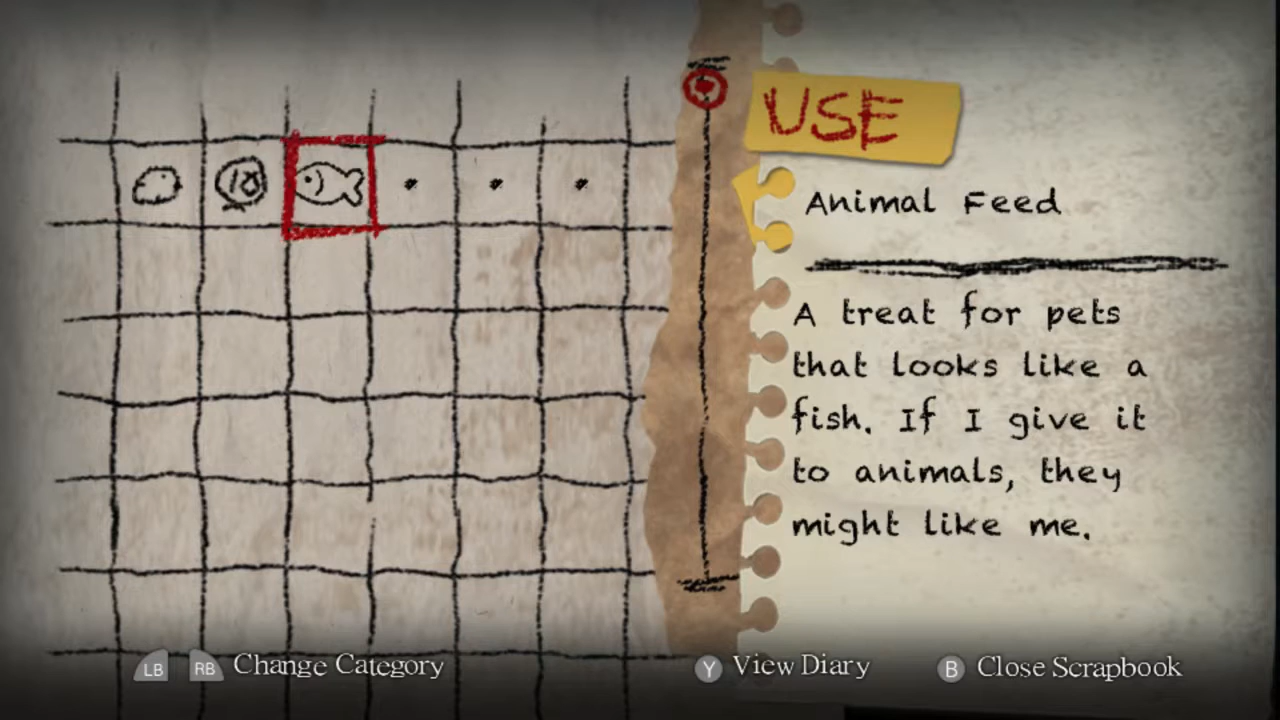 10
USE
Animal Feed
A treat for pets
that looks like a
fish. If I give it
to animals, they
might like me.
LB RB Change Category
Y View Diary
B Close Scrapbook